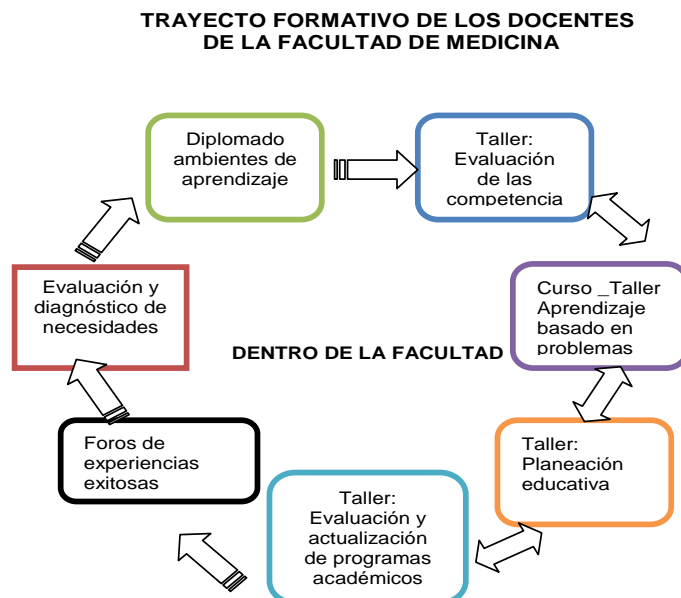 TRAYECTO FORMATIVO DE LOS DOCENTES
DE LA FACULTAD DE MEDICINA
Diplomado
ambientes de
aprendizaje
Taller:
Evaluación
de las
competencia
Curso _Taller
Aprendizaje
basado en
problemas
Taller:
Planeación
educativa
Taller:
Evaluación y
actualización
de programas
académicos
Foros de
experiencias
exitosas
Evaluación y
diagnóstico de
necesidades
DENTRO DE LA FACULTAD